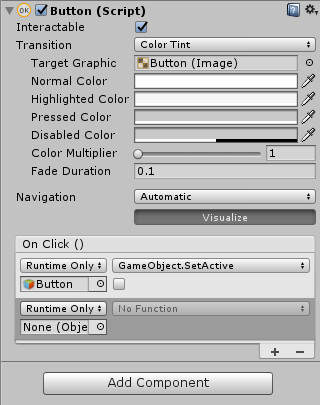 OK Button (Script)
Interactable
Transition Color Tint
Target Graphic Button (Image)
Normal Color
Highlighted Color
Pressed Color
Disabled Color
Color Multiplier 1
Fade Duration 0.1
Navigation Automatic
Visualize
On Click ()
Runtime Only GameObject.SetActive
Button
Runtime Only No Function
None (Obje
+ −
Add Component